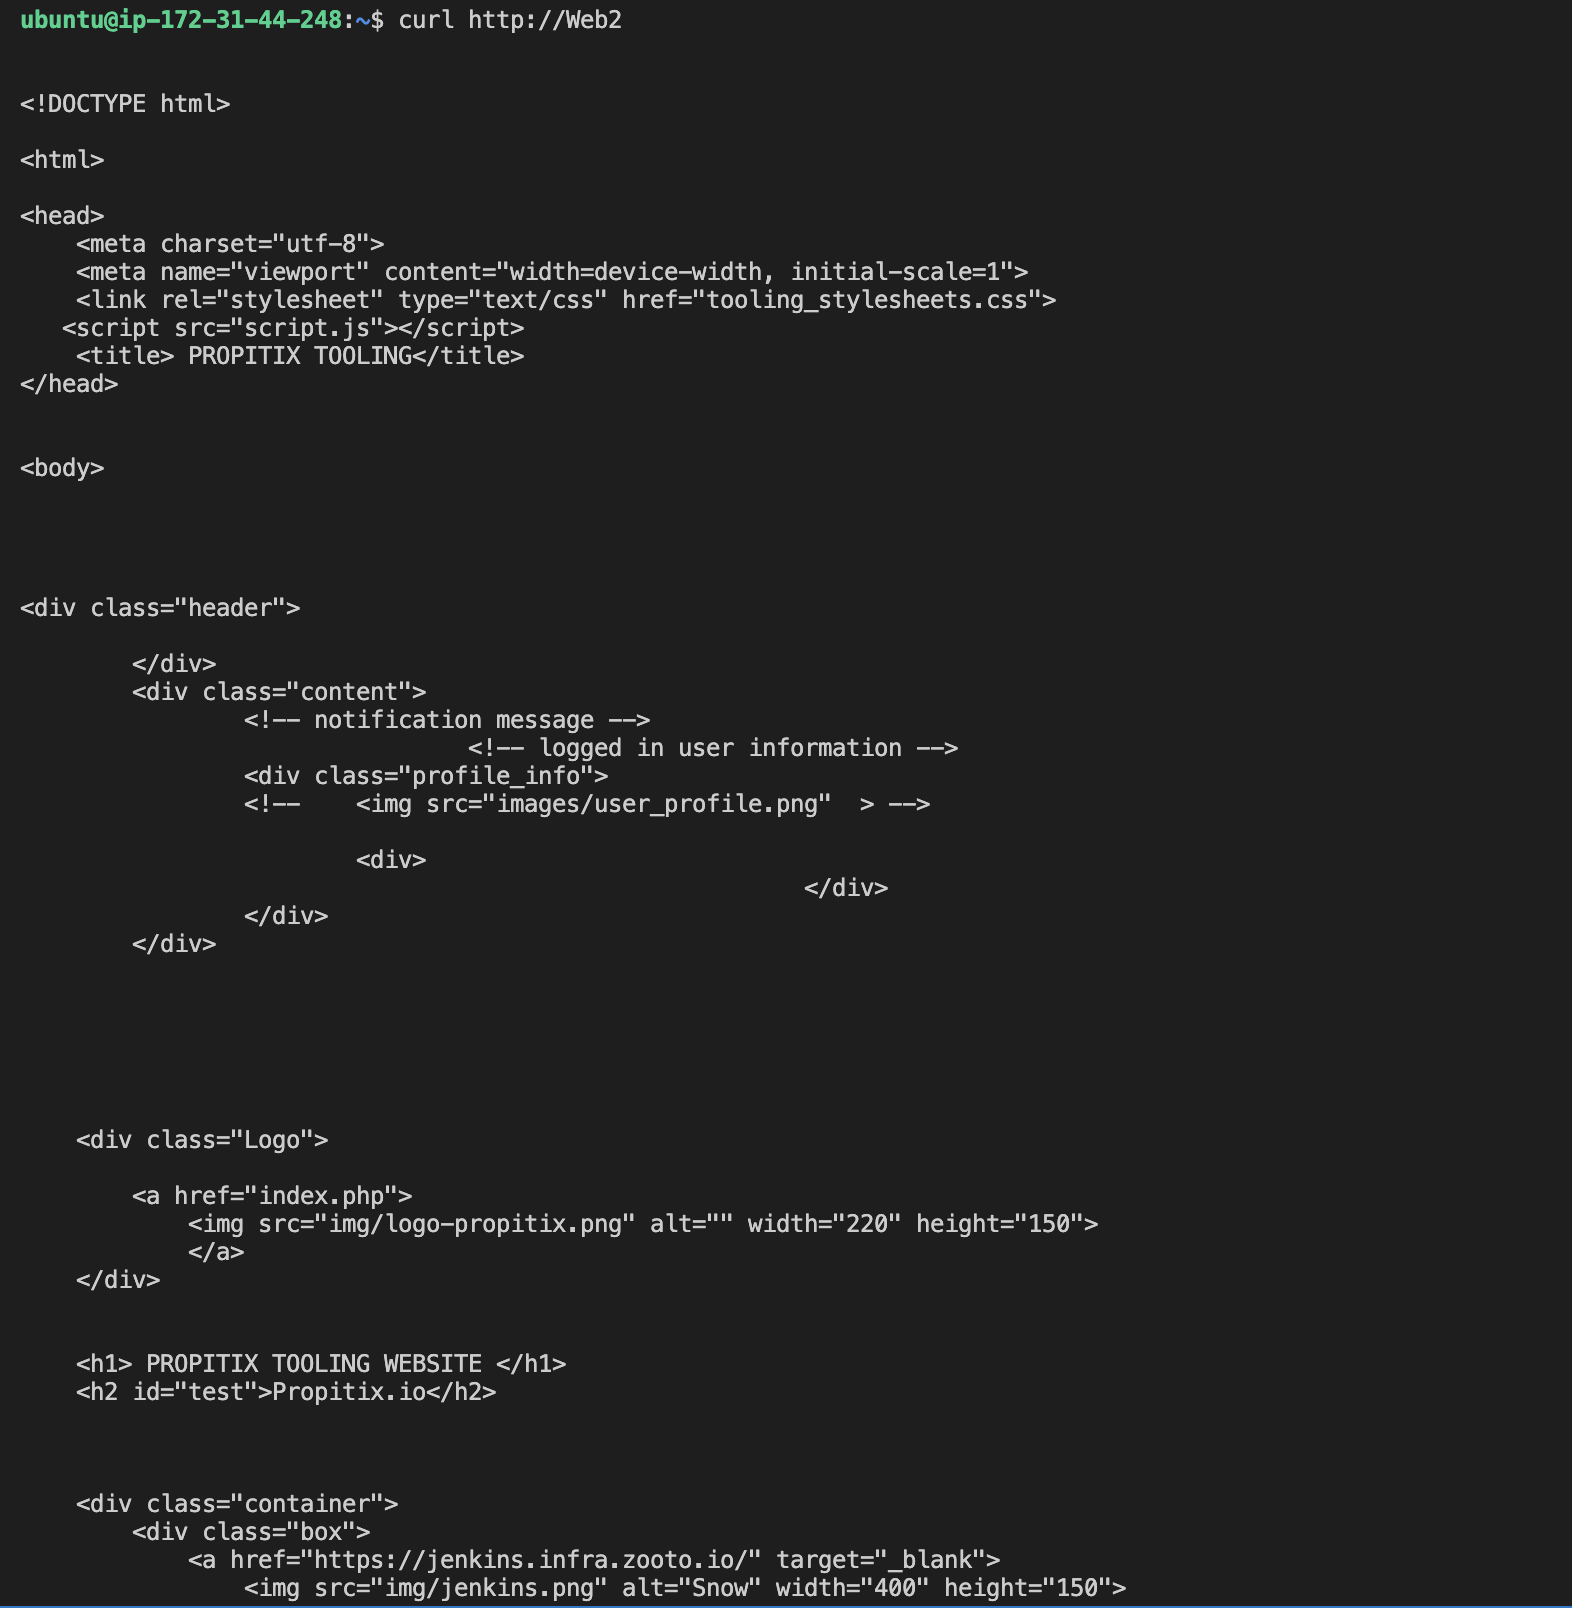 ubuntu@ip-172-31-44-248:~$ curl http://Web2
<!DOCTYPE html>
<html>
<head>
    <meta charset="utf-8">
    <meta name="viewport" content="width=device-width, initial-scale=1">
    <link rel="stylesheet" type="text/css" href="tooling_stylesheets.css">
   <script src="script.js"></script>
    <title> PROPITIX TOOLING</title>
</head>
<body>
<div class="header">
        </div>
        <div class="content">
                <!-- notification message -->
                                <!-- logged in user information -->
                <div class="profile_info">
                <!--    <img src="images/user_profile.png"  > -->
                        <div>
                                                        </div>
                </div>
        </div>
    <div class="Logo">
        <a href="index.php">
            <img src="img/logo-propitix.png" alt="" width="220" height="150">
            </a>
    </div>
    <h1> PROPITIX TOOLING WEBSITE </h1>
    <h2 id="test">Propitix.io</h2>
    <div class="container">
        <div class="box">
            <a href="https://jenkins.infra.zooto.io/" target="_blank">
                <img src="img/jenkins.png" alt="Snow" width="400" height="150">